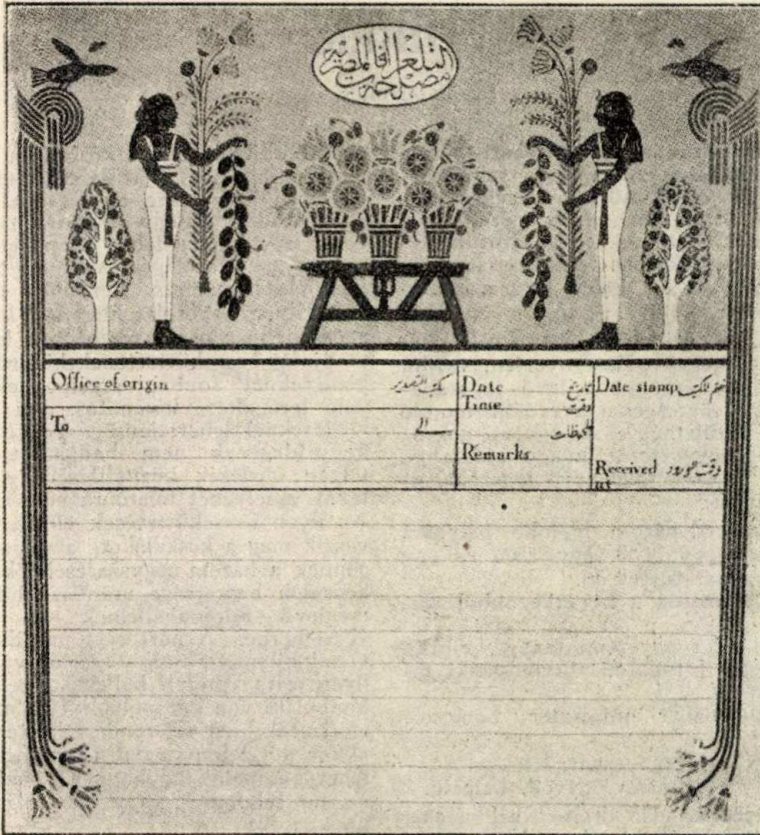 التلغرافات المصرية
مصلحة
Office of origin مكتب التصدير
Date تاريخ
Time وقت
Date stamp ختم المكتب
To الى
Remarks ملحوظات
Received at وقت الورود